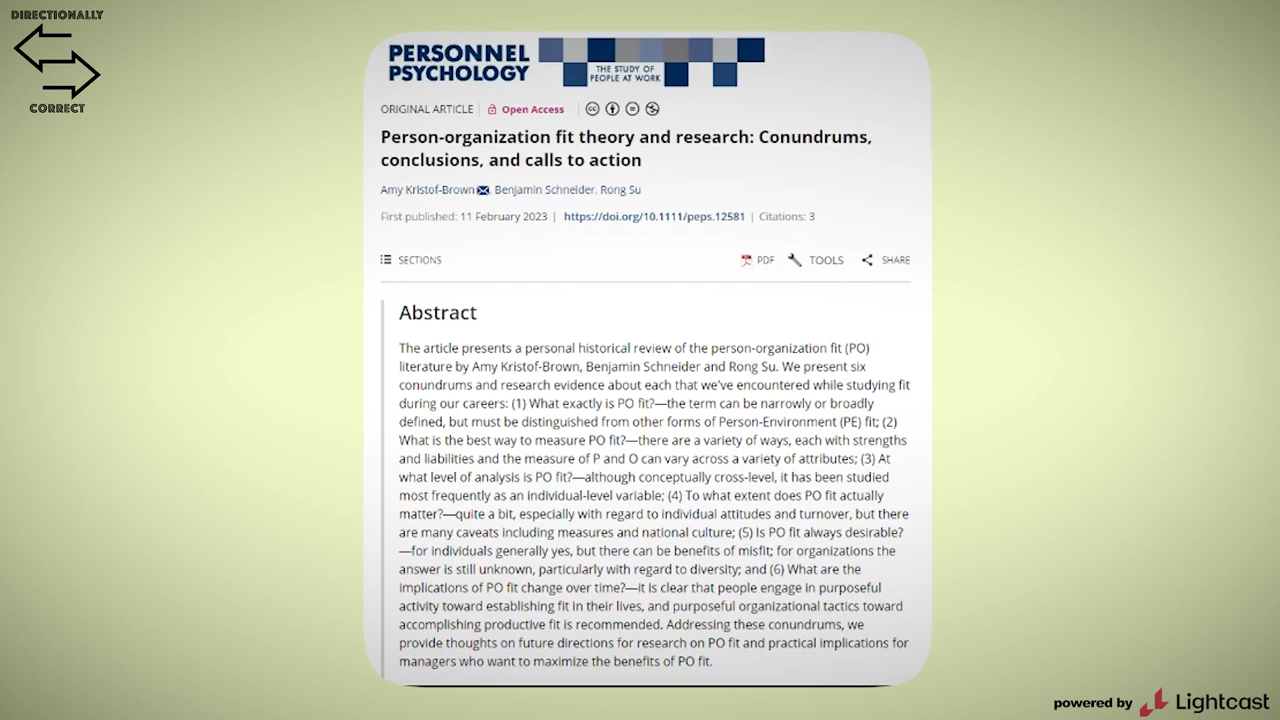 DIRECTIONALLY
CORRECT
PERSONNEL
PSYCHOLOGY
THE STUDY OF
PEOPLE AT WORK
ORIGINAL ARTICLE | Open Access | cc
Person-organization fit theory and research: Conundrums,
conclusions, and calls to action
Amy Kristof-Brown, Benjamin Schneider, Rong Su
First published: 11 February 2023 | https://doi.org/10.1111/peps.12581 | Citations: 3
SECTIONS PDF TOOLS SHARE
Abstract
The article presents a personal historical review of the person-organization fit (PO)
literature by Amy Kristof-Brown, Benjamin Schneider and Rong Su. We present six
conundrums and research evidence about each that we've encountered while studying fit
during our careers: (1) What exactly is PO fit?—the term can be narrowly or broadly
defined, but must be distinguished from other forms of Person-Environment (PE) fit; (2)
What is the best way to measure PO fit?—there are a variety of ways, each with strengths
and liabilities and the measure of P and O can vary across a variety of attributes; (3) At
what level of analysis is PO fit?—although conceptually cross-level, it has been studied
most frequently as an individual-level variable; (4) To what extent does PO fit actually
matter?—quite a bit, especially with regard to individual attitudes and turnover, but there
are many caveats including measures and national culture; (5) Is PO fit always desirable?
—for individuals generally yes, but there can be benefits of misfit; for organizations the
answer is still unknown, particularly with regard to diversity; and (6) What are the
implications of PO fit change over time?—it is clear that people engage in purposeful
activity toward establishing fit in their lives, and purposeful organizational tactics toward
accomplishing productive fit is recommended. Addressing these conundrums, we
provide thoughts on future directions for research on PO fit and practical implications for
managers who want to maximize the benefits of PO fit.
powered by Lightcast